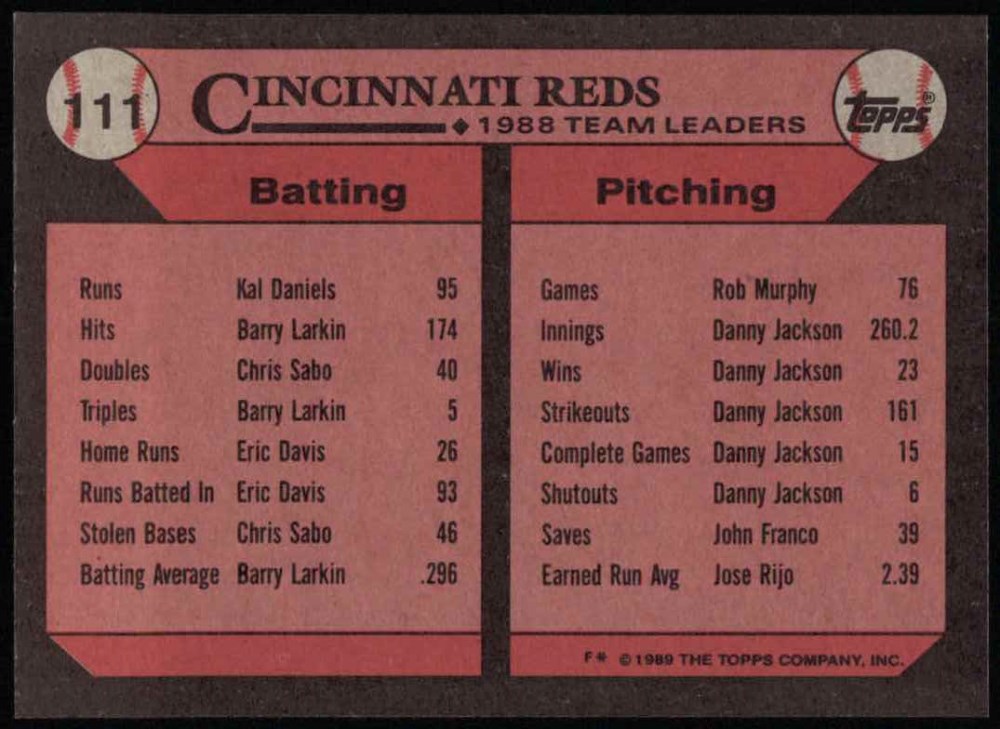 111
CINCINNATI REDS
1988 TEAM LEADERS
topps®
Batting
Runs Kal Daniels 95
Hits Barry Larkin 174
Doubles Chris Sabo 40
Triples Barry Larkin 5
Home Runs Eric Davis 26
Runs Batted In Eric Davis 93
Stolen Bases Chris Sabo 46
Batting Average Barry Larkin .296
Pitching
Games Rob Murphy 76
Innings Danny Jackson 260.2
Wins Danny Jackson 23
Strikeouts Danny Jackson 161
Complete Games Danny Jackson 15
Shutouts Danny Jackson 6
Saves John Franco 39
Earned Run Avg Jose Rijo 2.39
F* © 1989 THE TOPPS COMPANY, INC.